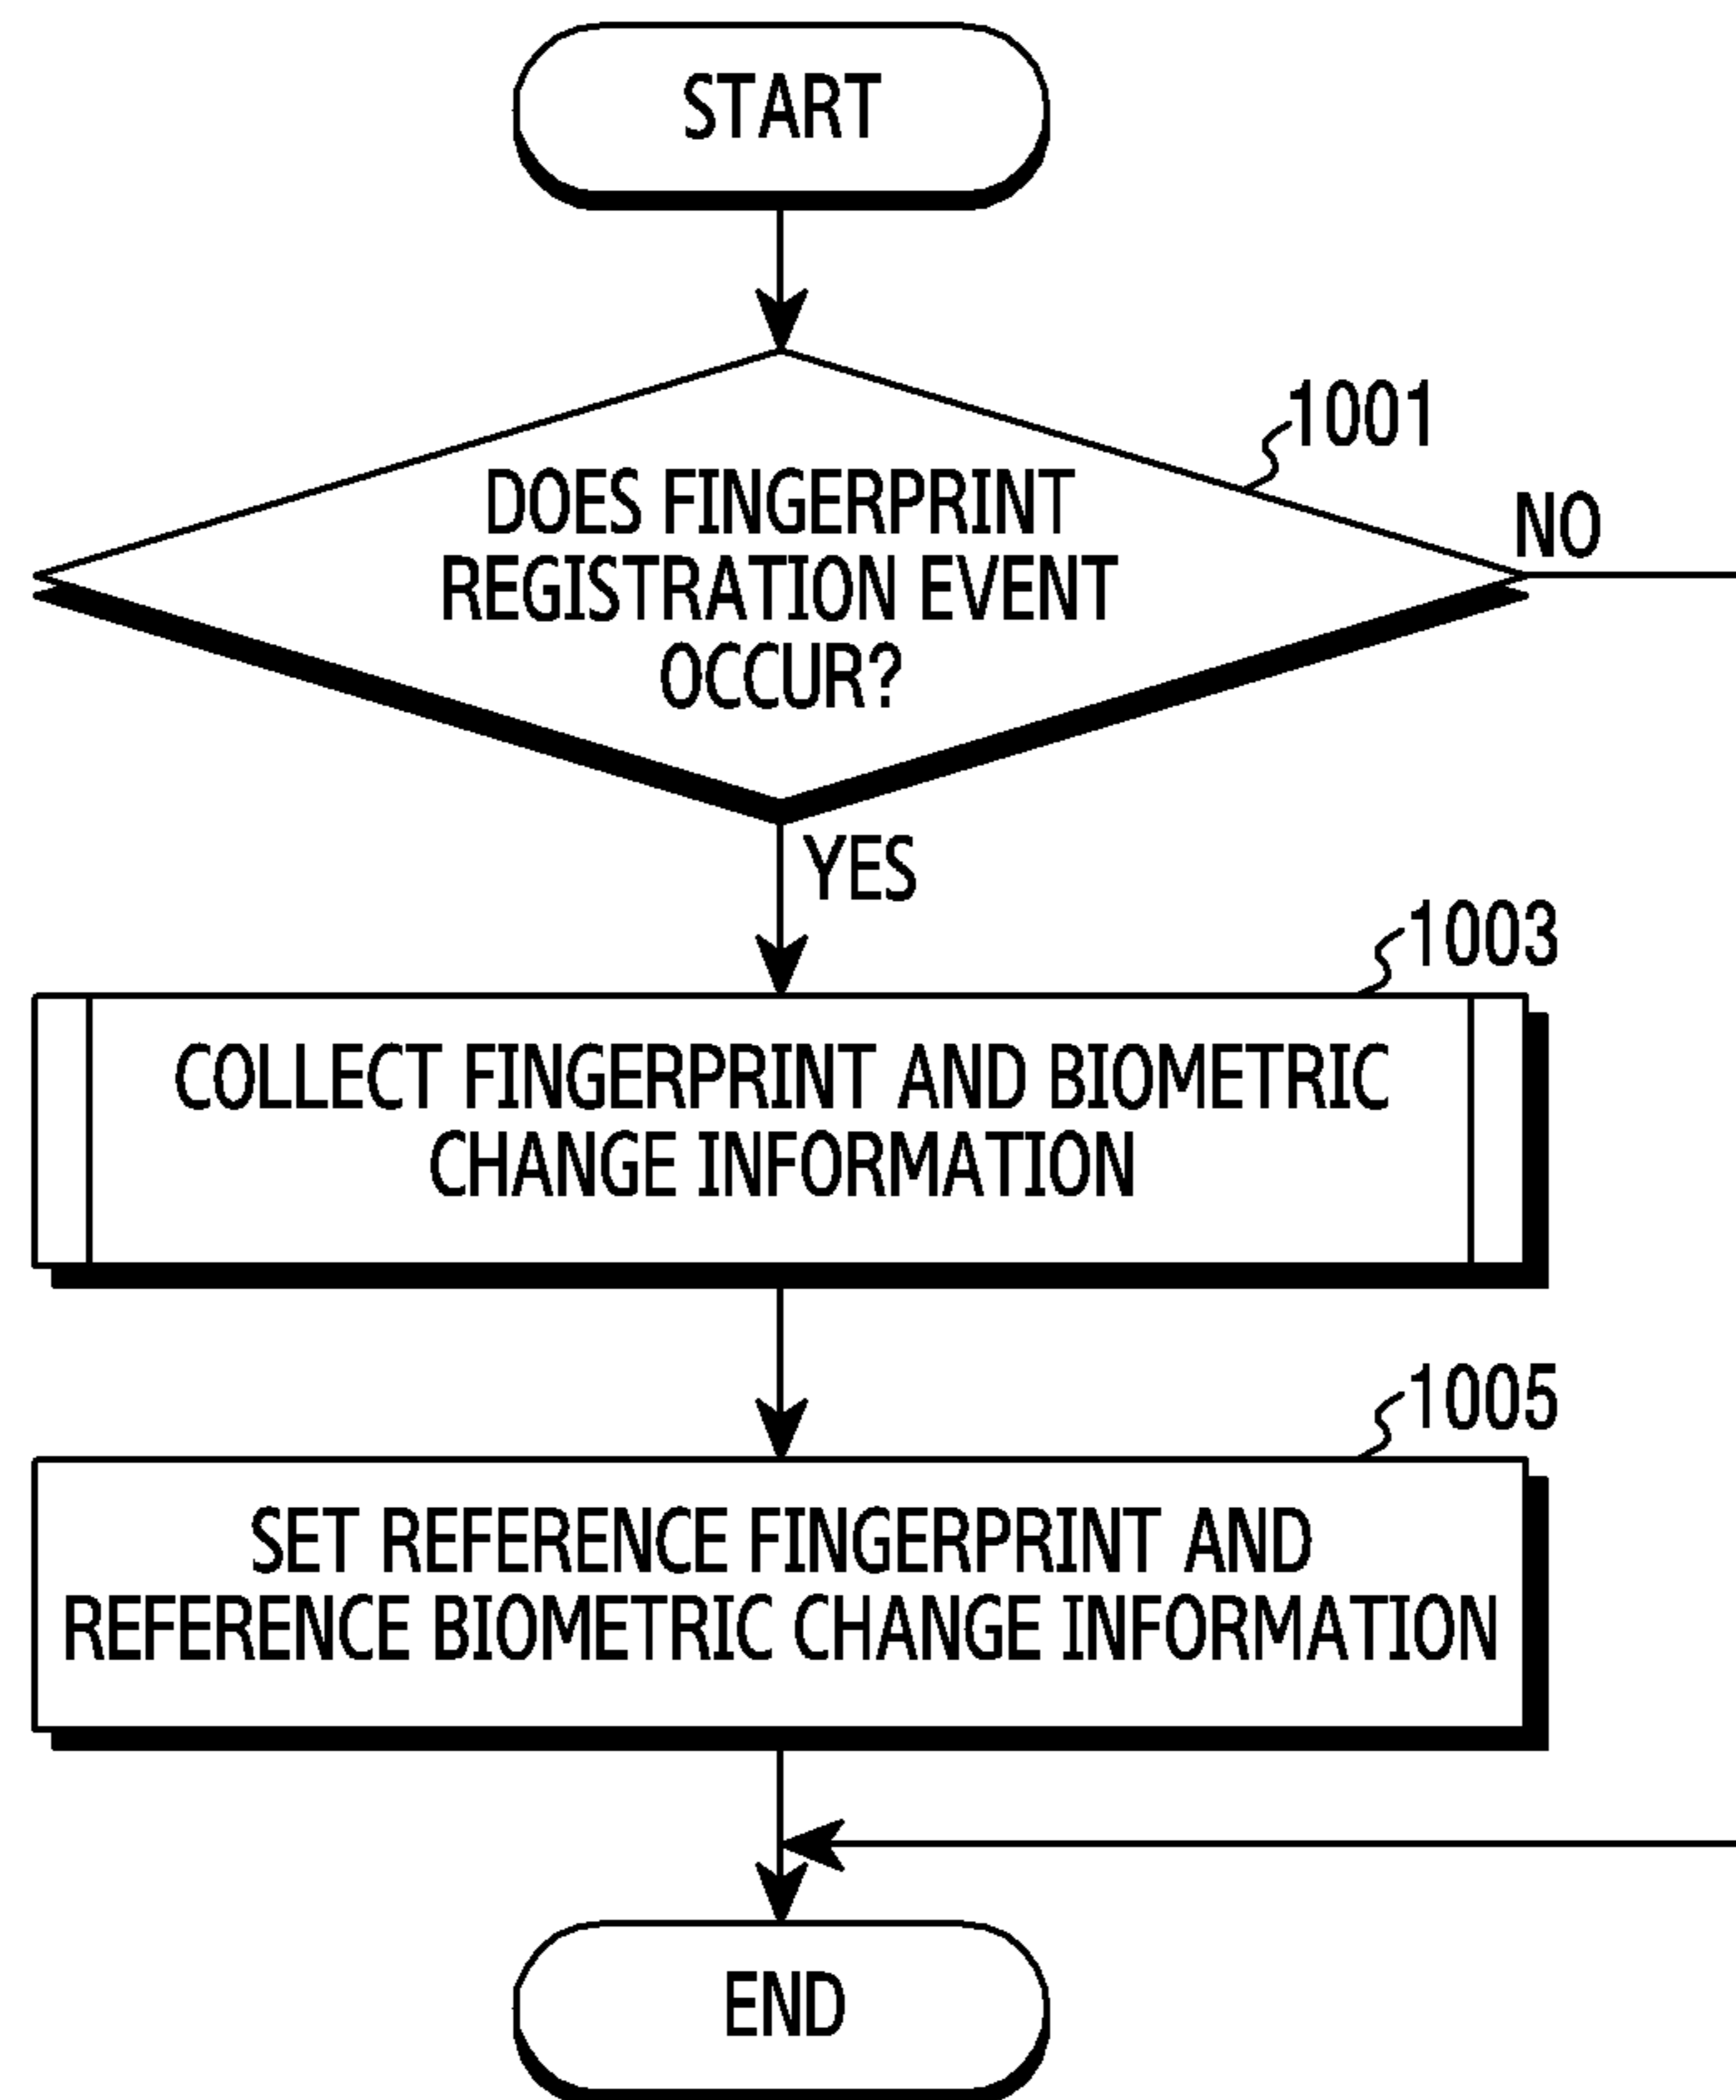 START
1001
DOES FINGERPRINT
NO
REGISTRATION EVENT
OCCUR?
YES
1003
COLLECT FINGERPRINT AND BIOMETRIC
CHANGE INFORMATION
1005
SET REFERENCE FINGERPRINT AND
REFERENCE BIOMETRIC CHANGE INFORMATION
END